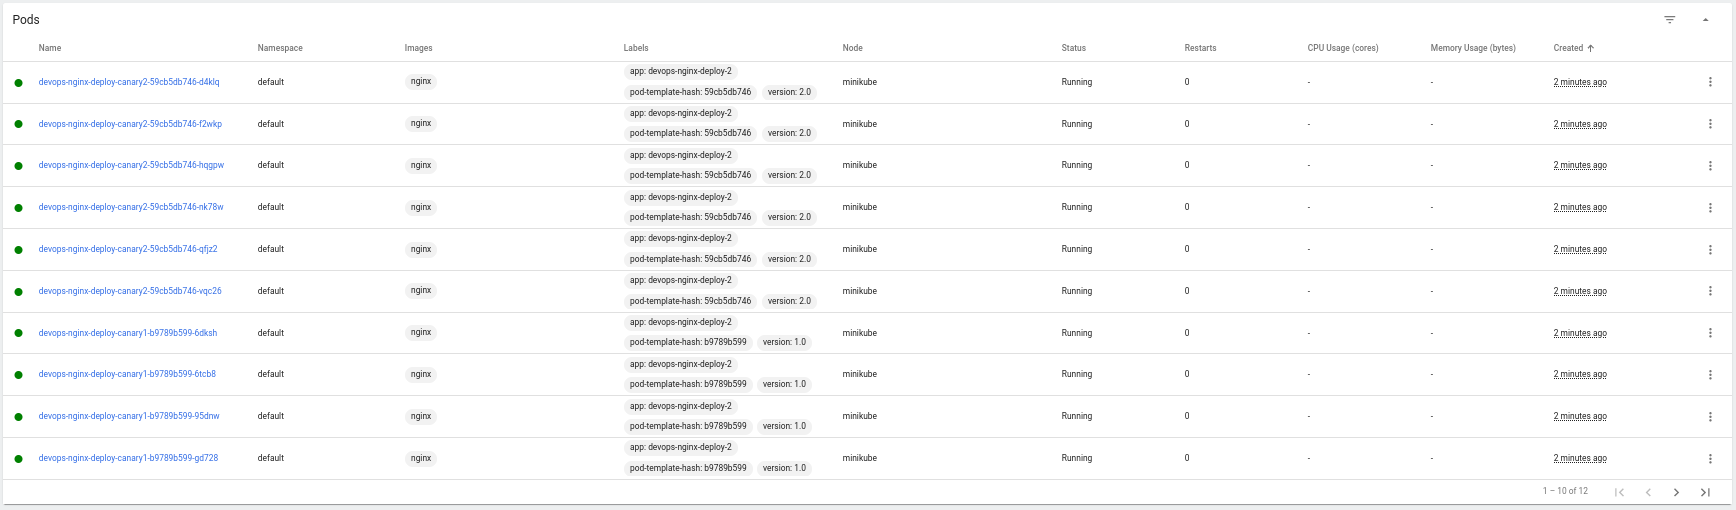 Pods
Name Namespace Images Labels Node Status Restarts CPU Usage (cores) Memory Usage (bytes) Created
devops-nginx-deploy-canary2-59cb5db746-d4klq default nginx app: devops-nginx-deploy-2 pod-template-hash: 59cb5db746 version: 2.0 minikube Running 0 - - 2 minutes ago
devops-nginx-deploy-canary2-59cb5db746-f2wkp default nginx app: devops-nginx-deploy-2 pod-template-hash: 59cb5db746 version: 2.0 minikube Running 0 - - 2 minutes ago
devops-nginx-deploy-canary2-59cb5db746-hqgpw default nginx app: devops-nginx-deploy-2 pod-template-hash: 59cb5db746 version: 2.0 minikube Running 0 - - 2 minutes ago
devops-nginx-deploy-canary2-59cb5db746-nk78w default nginx app: devops-nginx-deploy-2 pod-template-hash: 59cb5db746 version: 2.0 minikube Running 0 - - 2 minutes ago
devops-nginx-deploy-canary2-59cb5db746-qfjz2 default nginx app: devops-nginx-deploy-2 pod-template-hash: 59cb5db746 version: 2.0 minikube Running 0 - - 2 minutes ago
devops-nginx-deploy-canary2-59cb5db746-vqc26 default nginx app: devops-nginx-deploy-2 pod-template-hash: 59cb5db746 version: 2.0 minikube Running 0 - - 2 minutes ago
devops-nginx-deploy-canary1-b9789b599-6dksh default nginx app: devops-nginx-deploy-2 pod-template-hash: b9789b599 version: 1.0 minikube Running 0 - - 2 minutes ago
devops-nginx-deploy-canary1-b9789b599-6tcb8 default nginx app: devops-nginx-deploy-2 pod-template-hash: b9789b599 version: 1.0 minikube Running 0 - - 2 minutes ago
devops-nginx-deploy-canary1-b9789b599-95dnw default nginx app: devops-nginx-deploy-2 pod-template-hash: b9789b599 version: 1.0 minikube Running 0 - - 2 minutes ago
devops-nginx-deploy-canary1-b9789b599-gd728 default nginx app: devops-nginx-deploy-2 pod-template-hash: b9789b599 version: 1.0 minikube Running 0 - - 2 minutes ago
1 – 10 of 12